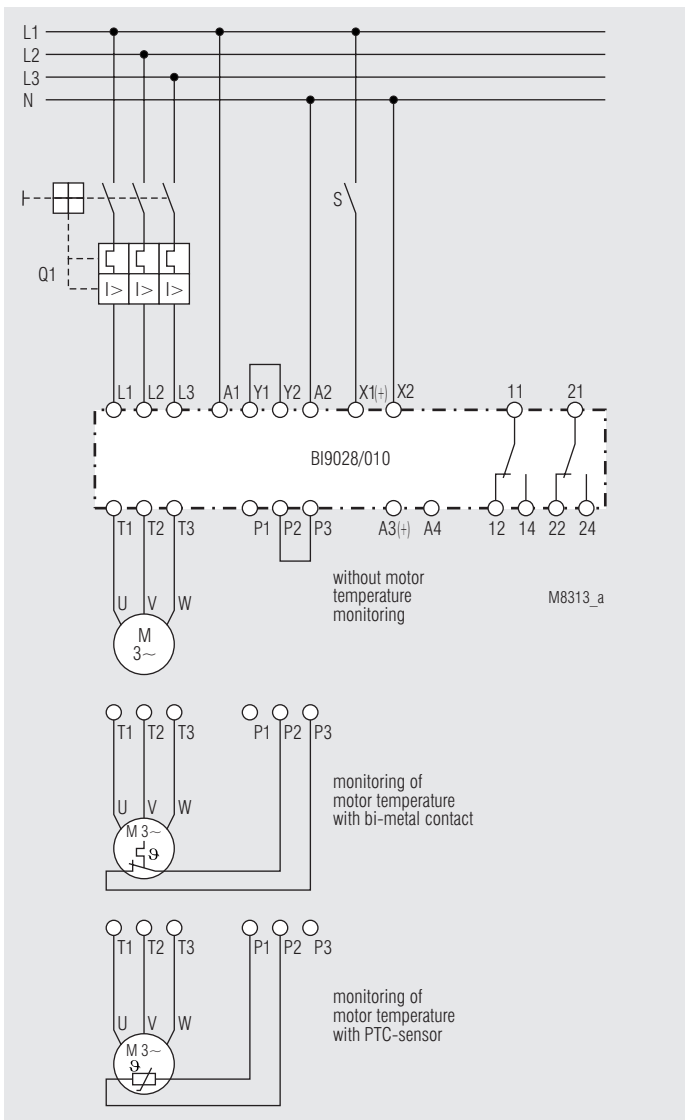 L1
L2
L3
N
S
Q1
I> I> I>
L1 L2 L3 A1 Y1 Y2 A2 X1(+) X2 11 21
BI9028/010
T1 T2 T3 P1 P2 P3 A3(+) A4 12 14 22 24
without motor
temperature
monitoring
M8313_a
U V W
M
3~
T1 T2 T3 P1 P2 P3
monitoring of
motor temperature
with bi-metal contact
U V W
M 3~
ϑ
T1 T2 T3 P1 P2 P3
monitoring of
motor temperature
with PTC-sensor
U V W
M 3~
ϑ